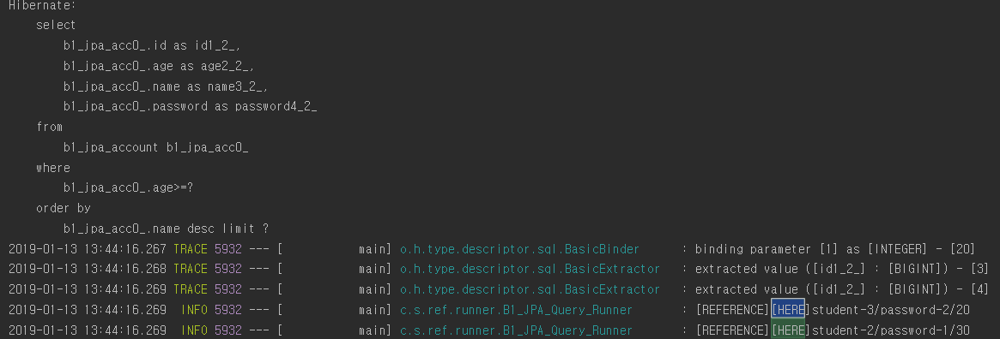 Hibernate:
    select
        b1_jpa_acc0_.id as id1_2_,
        b1_jpa_acc0_.age as age2_2_,
        b1_jpa_acc0_.name as name3_2_,
        b1_jpa_acc0_.password as password4_2_
    from
        b1_jpa_account b1_jpa_acc0_
    where
        b1_jpa_acc0_.age>=?
    order by
        b1_jpa_acc0_.name desc limit ?
2019-01-13 13:44:16.267 TRACE 5932 --- [           main] o.h.type.descriptor.sql.BasicBinder      : binding parameter [1] as [INTEGER] - [20]
2019-01-13 13:44:16.268 TRACE 5932 --- [           main] o.h.type.descriptor.sql.BasicExtractor   : extracted value ([id1_2_] : [BIGINT]) - [3]
2019-01-13 13:44:16.269 TRACE 5932 --- [           main] o.h.type.descriptor.sql.BasicExtractor   : extracted value ([id1_2_] : [BIGINT]) - [4]
2019-01-13 13:44:16.269  INFO 5932 --- [           main] c.s.ref.runner.B1_JPA_Query_Runner       : [REFERENCE][HERE]student-3/password-2/20
2019-01-13 13:44:16.269  INFO 5932 --- [           main] c.s.ref.runner.B1_JPA_Query_Runner       : [REFERENCE][HERE]student-2/password-1/30